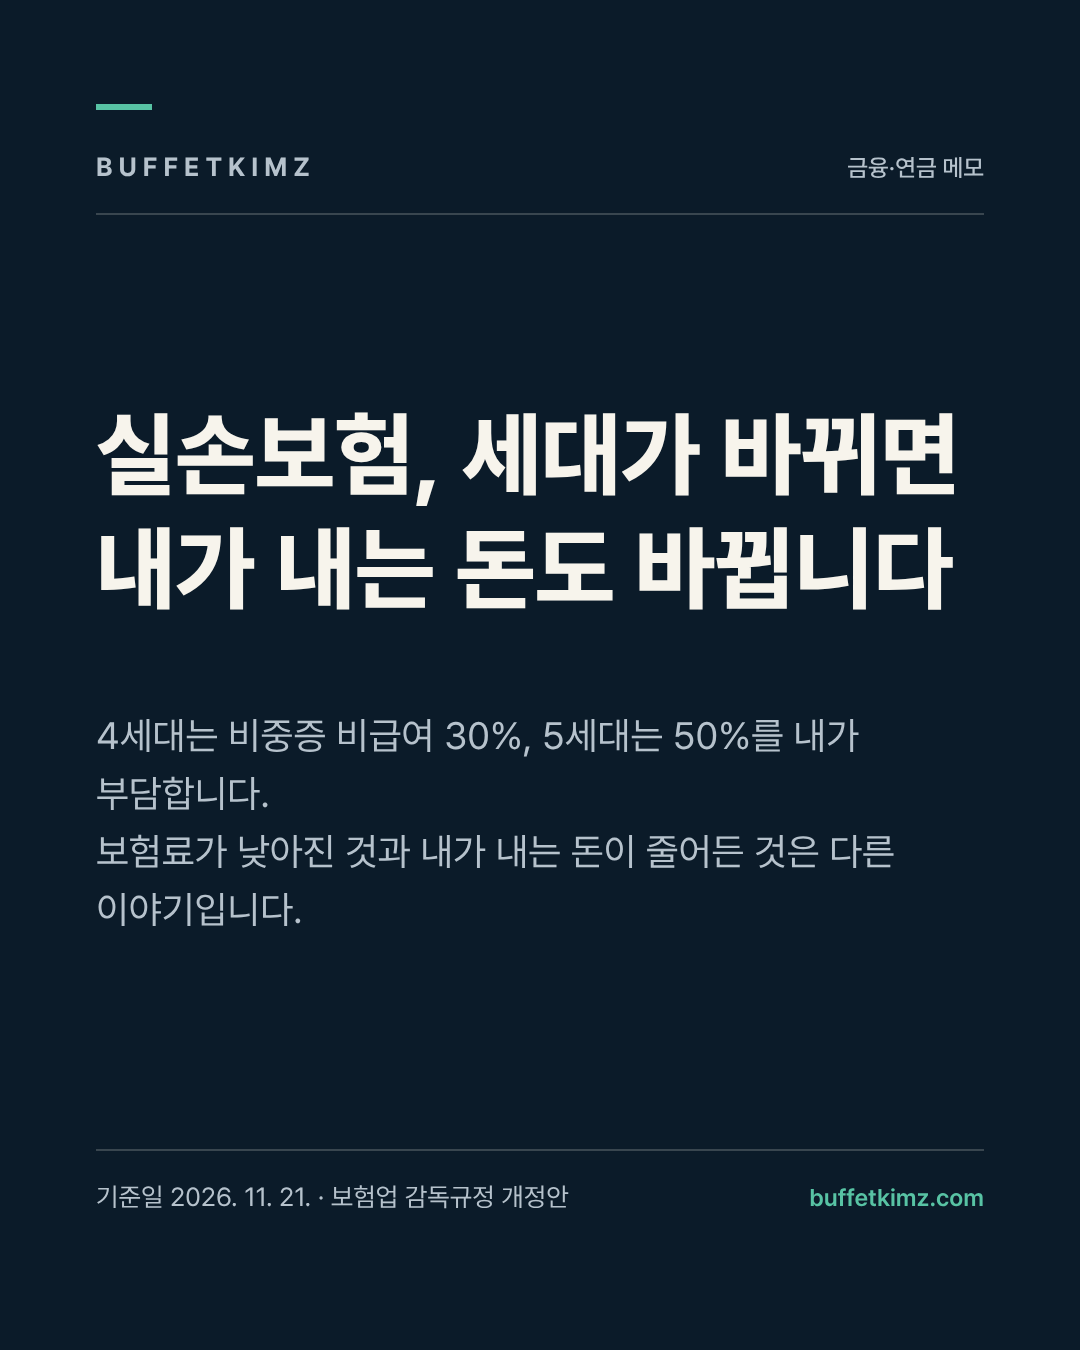 BUFFETKIMZ
금융·연금 메모
실손보험, 세대가 바뀌면
내가 내는 돈도 바뀝니다
4세대는 비중증 비급여 30%, 5세대는 50%를 내가
부담합니다.
보험료가 낮아진 것과 내가 내는 돈이 줄어든 것은 다른
이야기입니다.
기준일 2026. 11. 21. · 보험업 감독규정 개정안
buffetkimz.com